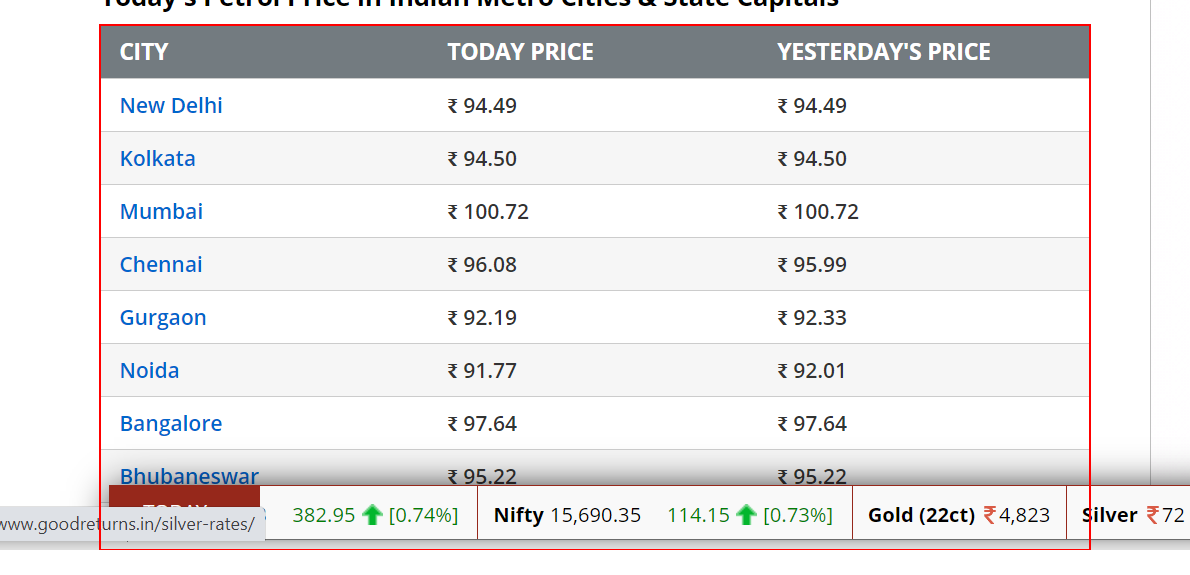 Today's Petrol Price in Indian Metro Cities & State Capitals
CITY TODAY PRICE YESTERDAY'S PRICE
New Delhi ₹ 94.49 ₹ 94.49
Kolkata ₹ 94.50 ₹ 94.50
Mumbai ₹ 100.72 ₹ 100.72
Chennai ₹ 96.08 ₹ 95.99
Gurgaon ₹ 92.19 ₹ 92.33
Noida ₹ 91.77 ₹ 92.01
Bangalore ₹ 97.64 ₹ 97.64
Bhubaneswar ₹ 95.22 ₹ 95.22
TODAY
382.95 [0.74%] Nifty 15,690.35 114.15 [0.73%] Gold (22ct) ₹4,823 Silver ₹72
www.goodreturns.in/silver-rates/